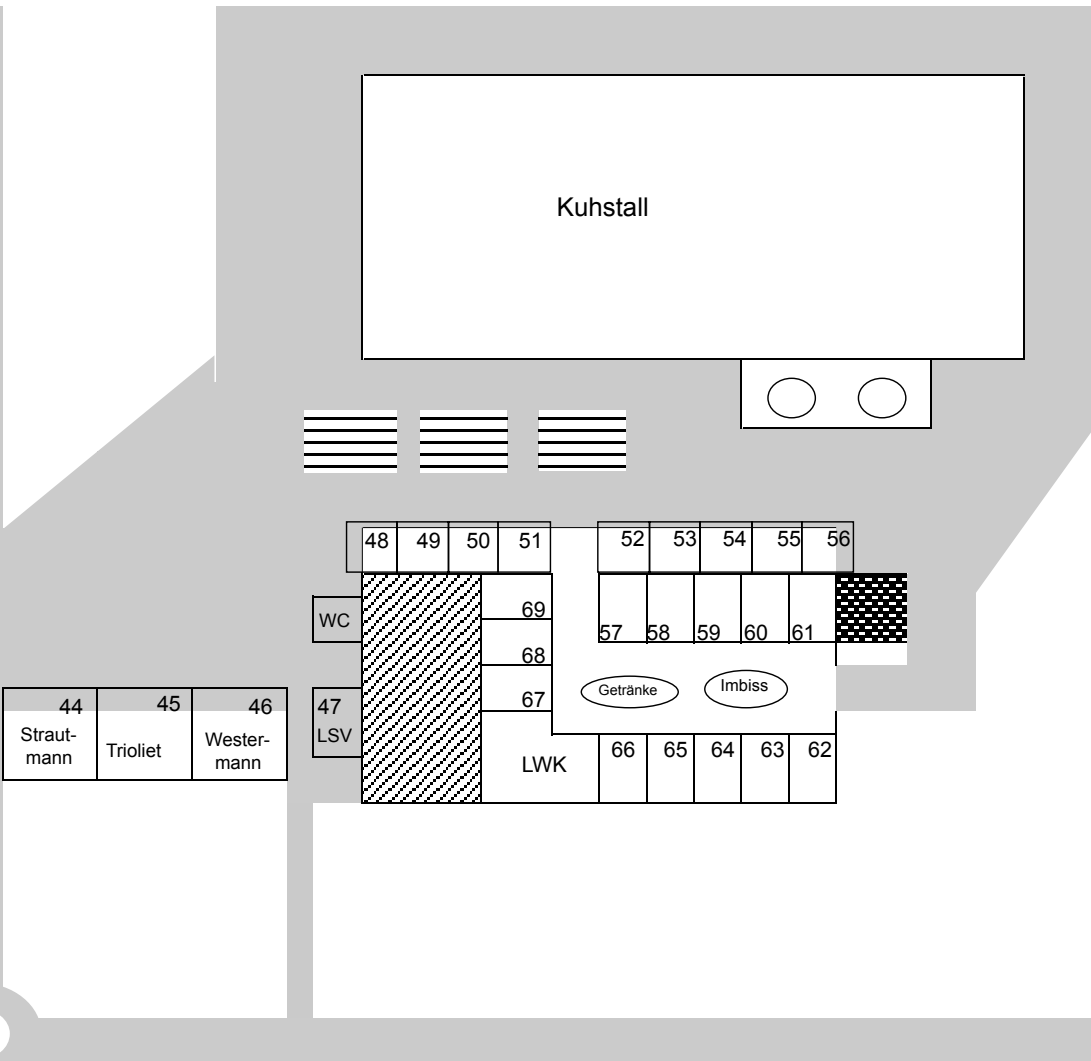 Kuhstall
48 49 50 51 52 53 54 55 56
WC
69
57 58 59 60 61
68
67
Getränke
Imbiss
44
Straut-
mann
45
Trioliet
46
Wester-
mann
47
LSV
LWK
66 65 64 63 62